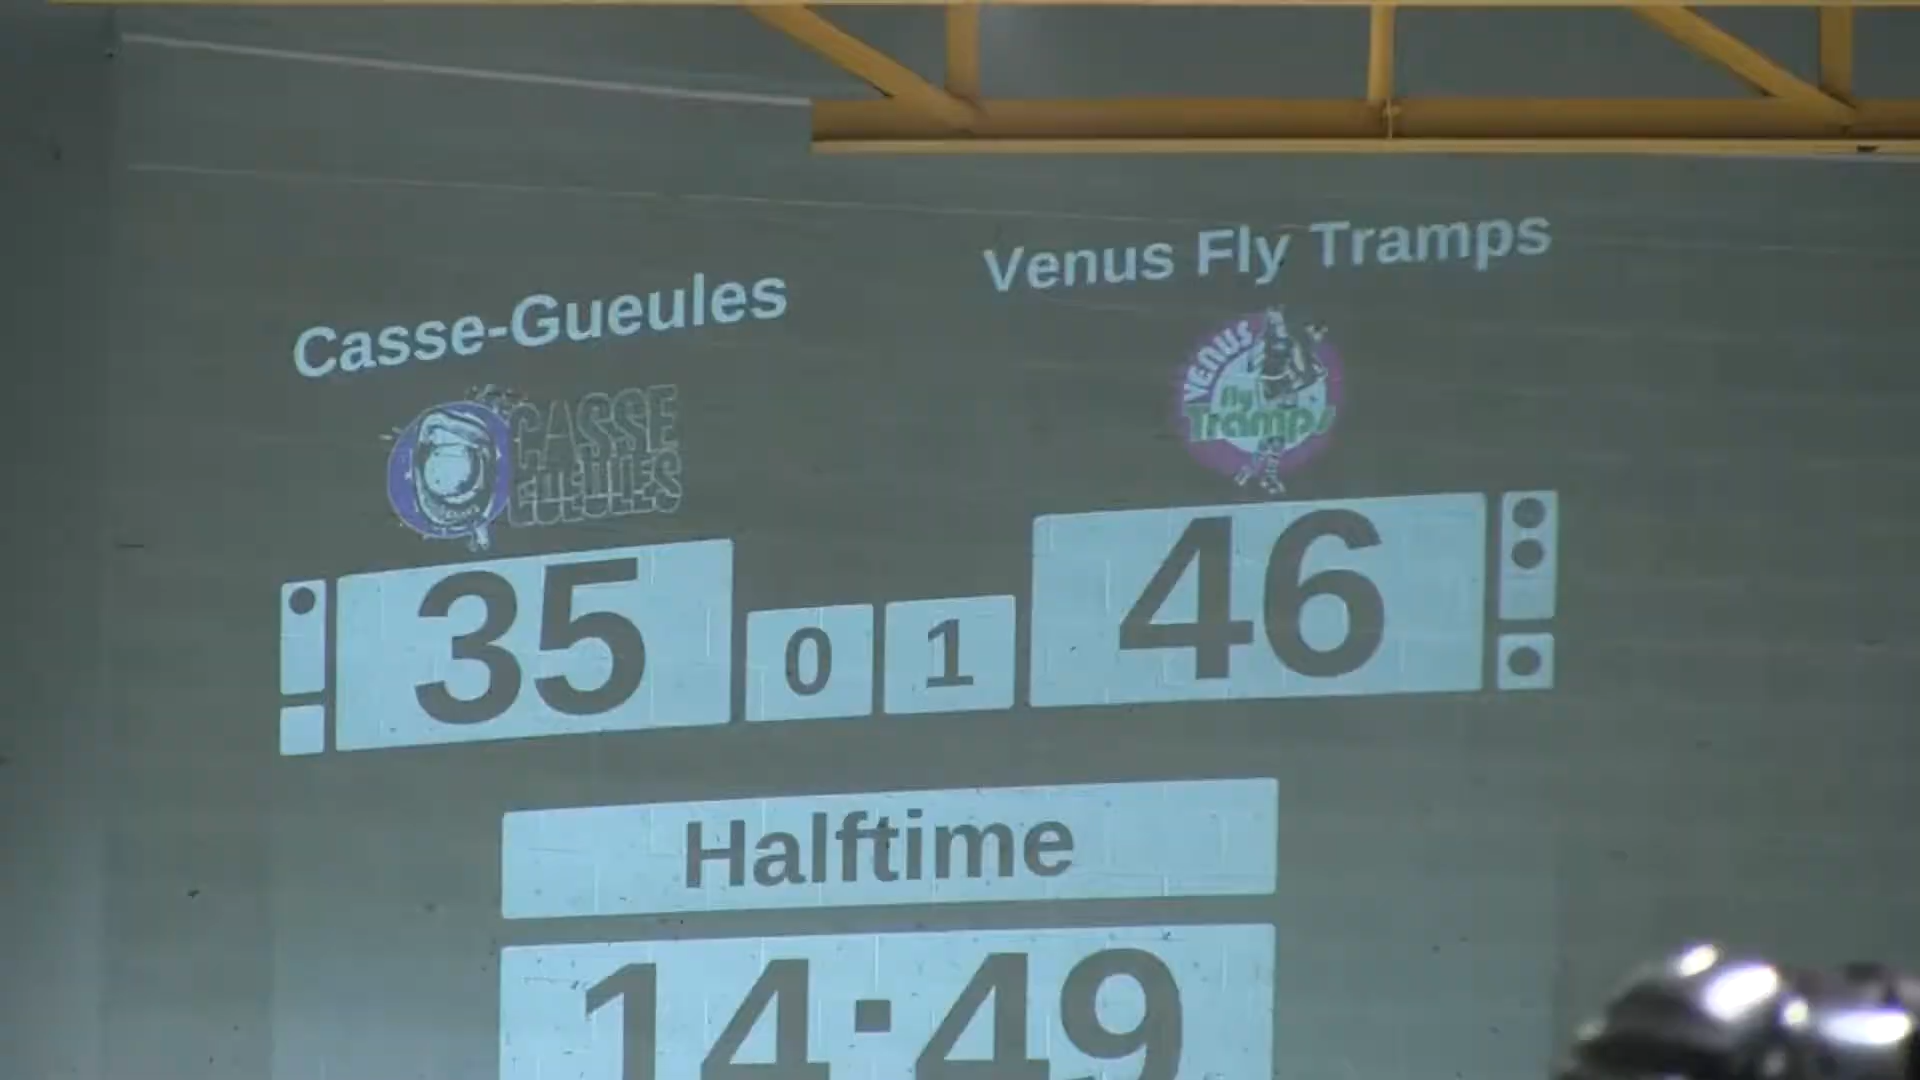 Venus Fly Tramps
Casse-Gueules
VENUS
fly
Tramps
CASSE
GUEULES
35
0
1
46
Halftime
14:49